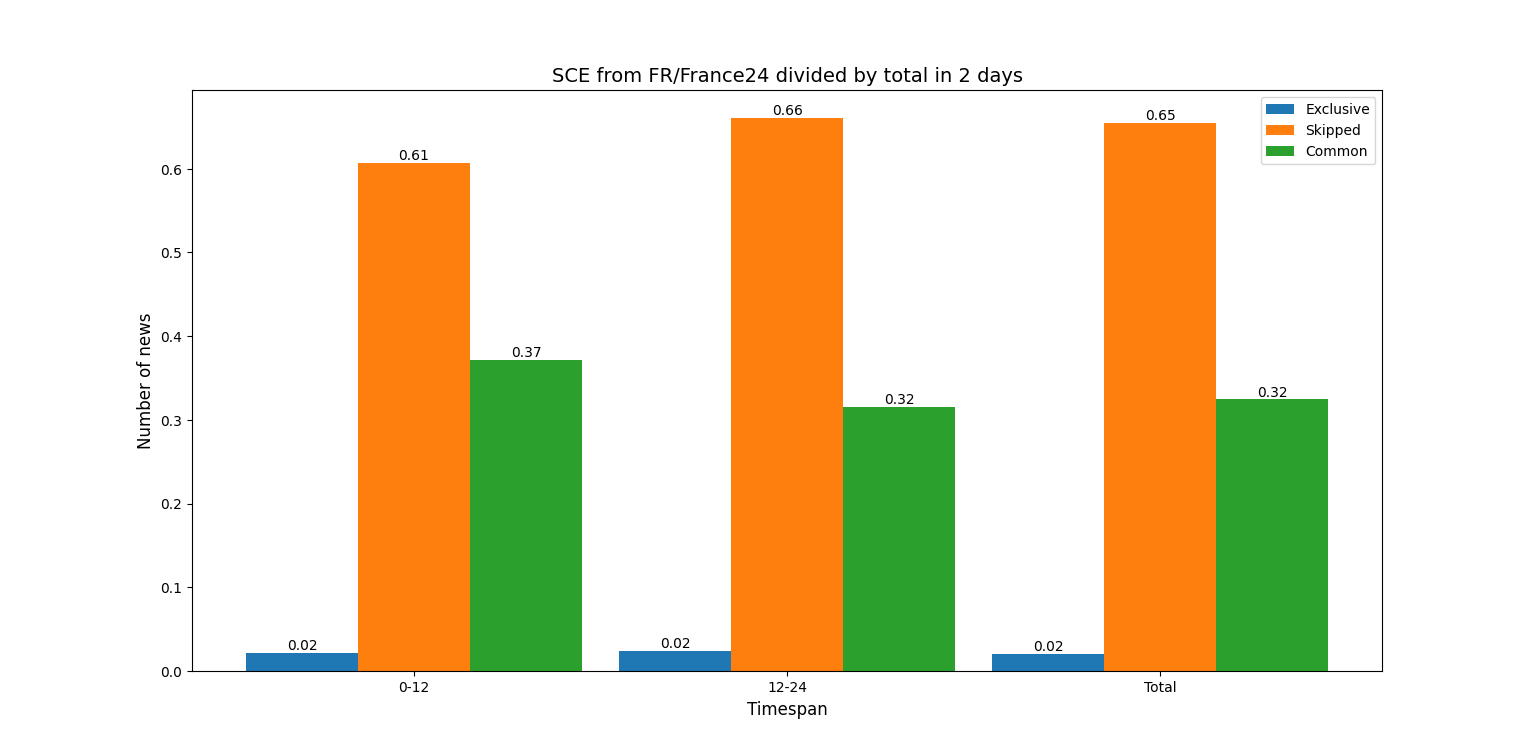 SCE from FR/France24 divided by total in 2 days
Exclusive
Skipped
Common
Number of news
0.6
0.5
0.4
0.3
0.2
0.1
0.0
0.02
0.61
0.37
0.02
0.66
0.32
0.02
0.65
0.32
0-12
12-24
Total
Timespan